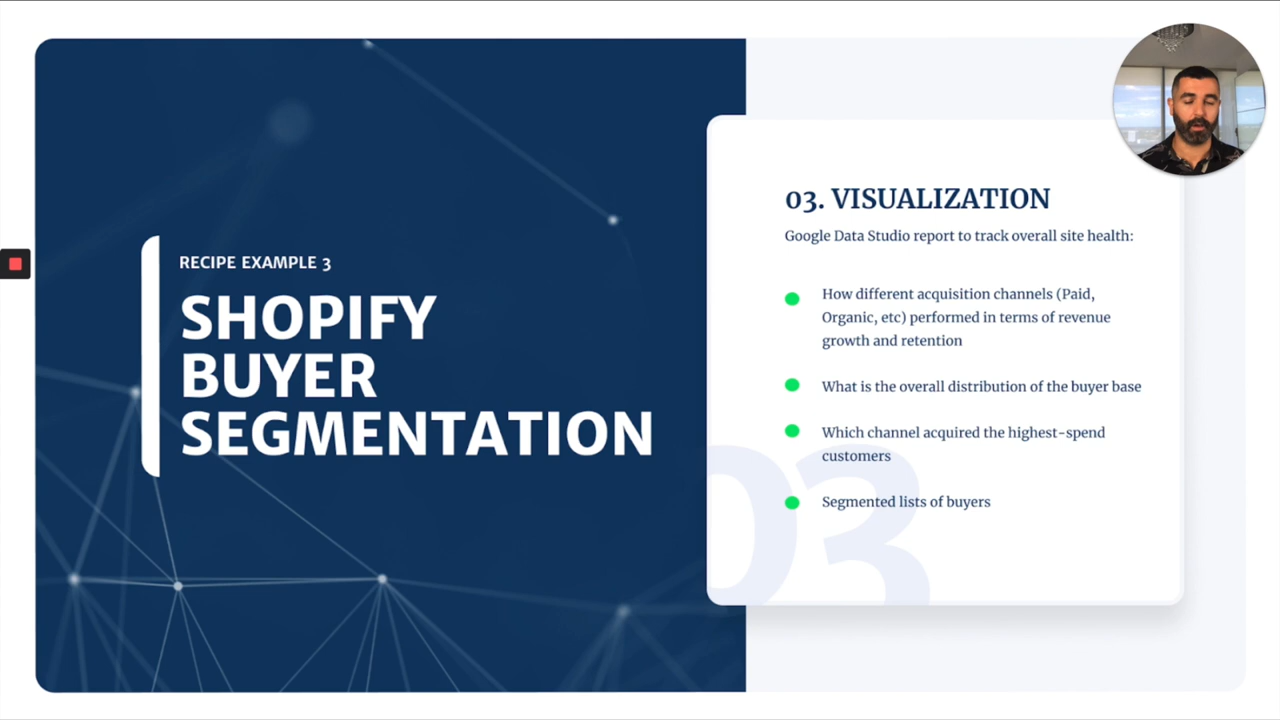 RECIPE EXAMPLE 3
SHOPIFY
BUYER
SEGMENTATION
03. VISUALIZATION
Google Data Studio report to track overall site health:
How different acquisition channels (Paid,
Organic, etc) performed in terms of revenue
growth and retention
What is the overall distribution of the buyer base
Which channel acquired the highest-spend
customers
Segmented lists of buyers
03